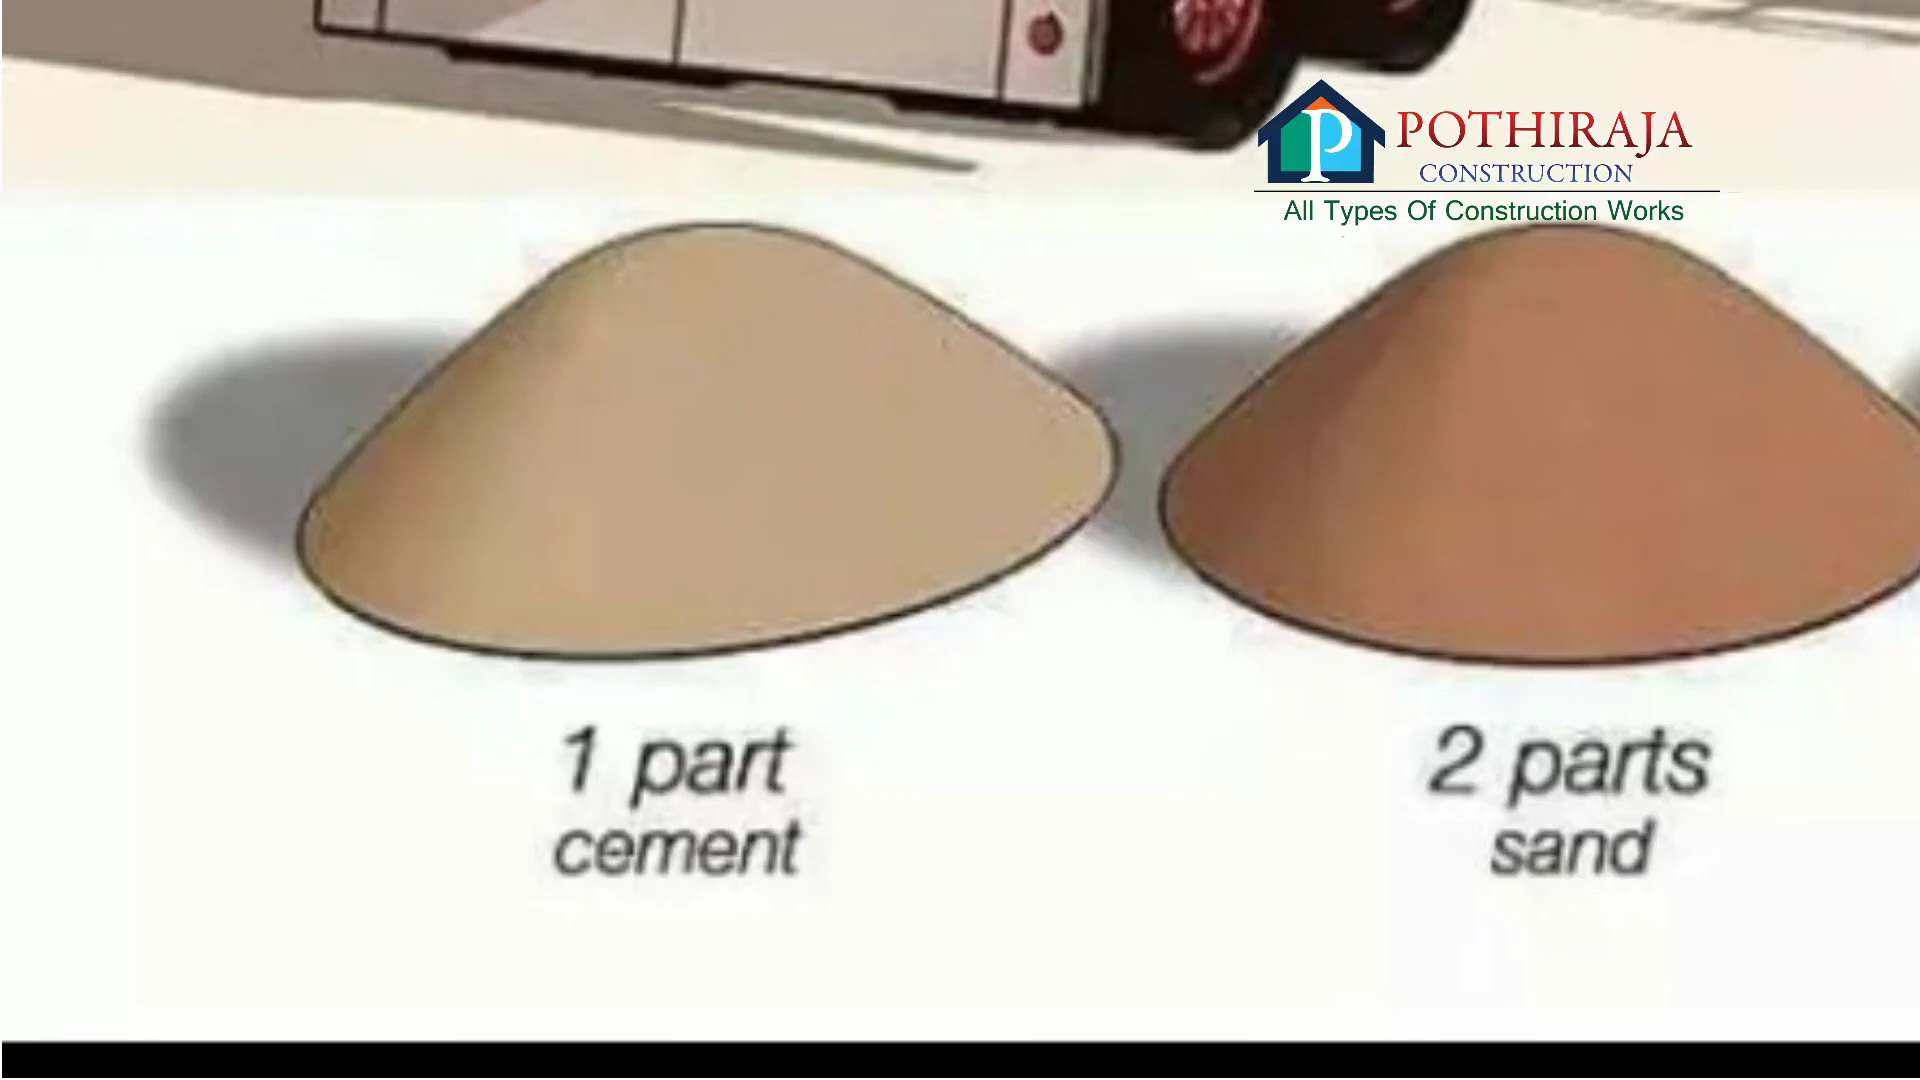 P
POTHIRAJA
CONSTRUCTION
All Types Of Construction Works
1 part
cement
2 parts
sand